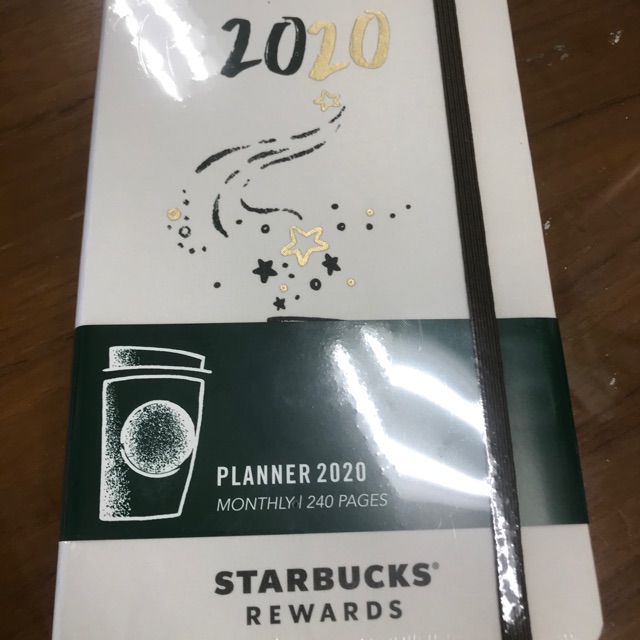 2020
PLANNER 2020
MONTHLY | 240 PAGES
STARBUCKS®
REWARDS